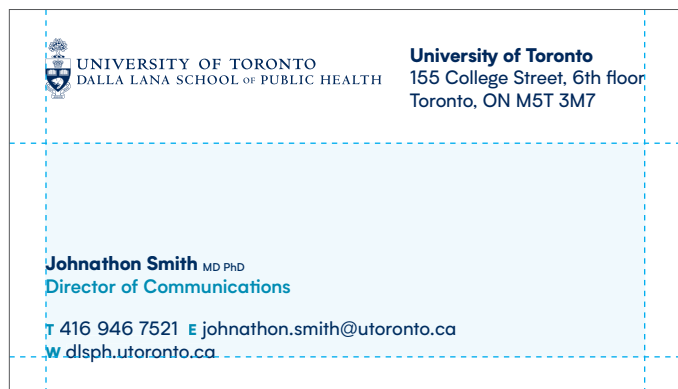 UNIVERSITY OF TORONTO
DALLA LANA SCHOOL OF PUBLIC HEALTH
University of Toronto
155 College Street, 6th floor
Toronto, ON M5T 3M7
Johnathon Smith MD PhD
Director of Communications
T 416 946 7521 E johnathon.smith@utoronto.ca
W dlsph.utoronto.ca